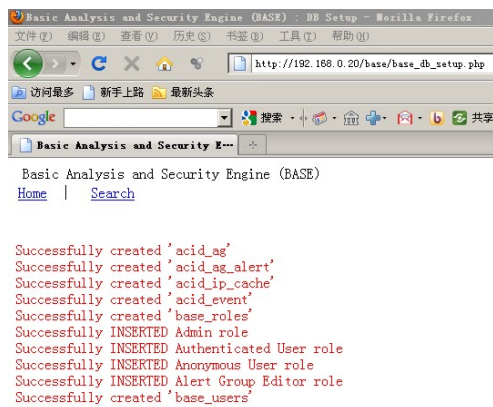 Basic Analysis and Security Engine (BASE) : DB Setup - Mozilla Firefox
文件(F) 编辑(E) 查看(V) 历史(S) 书签(B) 工具(T) 帮助(H)
http://192.168.0.20/base/base_db_setup.php
访问最多 新手上路 最新头条
Google 搜索 共享
Basic Analysis and Security E…
Basic Analysis and Security Engine (BASE)
Home | Search
Successfully created 'acid_ag'
Successfully created 'acid_ag_alert'
Successfully created 'acid_ip_cache'
Successfully created 'acid_event'
Successfully created 'base_roles'
Successfully INSERTED Admin role
Successfully INSERTED Authenticated User role
Successfully INSERTED Anonymous User role
Successfully INSERTED Alert Group Editor role
Successfully created 'base_users'